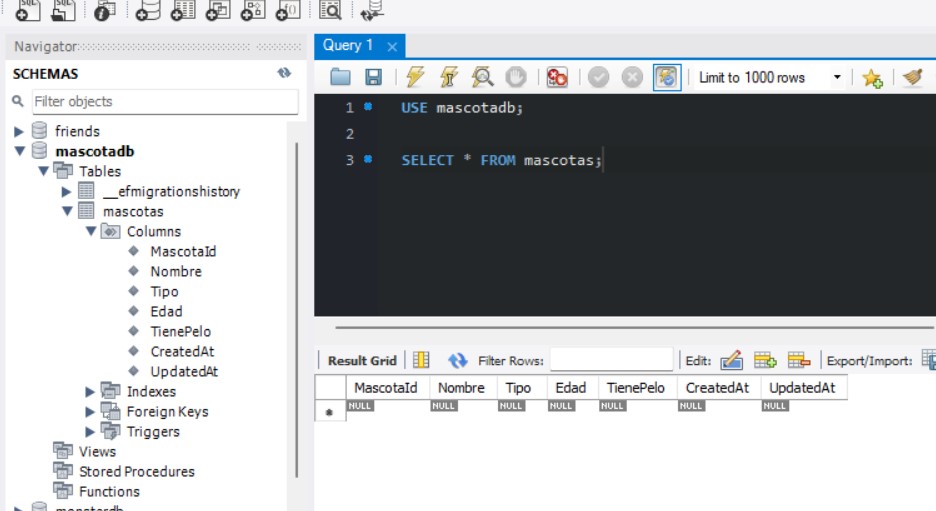 SQL SQL
Navigator
SCHEMAS
Filter objects
friends
mascotadb
Tables
__efmigrationshistory
mascotas
Columns
MascotaId
Nombre
Tipo
Edad
TienePelo
CreatedAt
UpdatedAt
Indexes
Foreign Keys
Triggers
Views
Stored Procedures
Functions
Query 1
Limit to 1000 rows
1 USE mascotadb;
2
3 SELECT * FROM mascotas;
Result Grid Filter Rows: Edit: Export/Import:
MascotaId Nombre Tipo Edad TienePelo CreatedAt UpdatedAt
* NULL NULL NULL NULL NULL NULL NULL